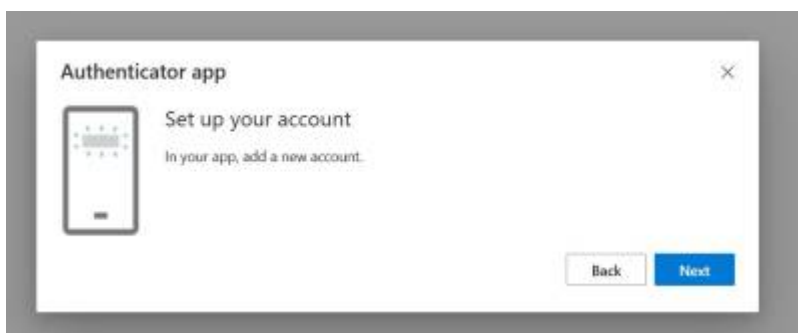 Authenticator app
Set up your account
In your app, add a new account.
Back
Next